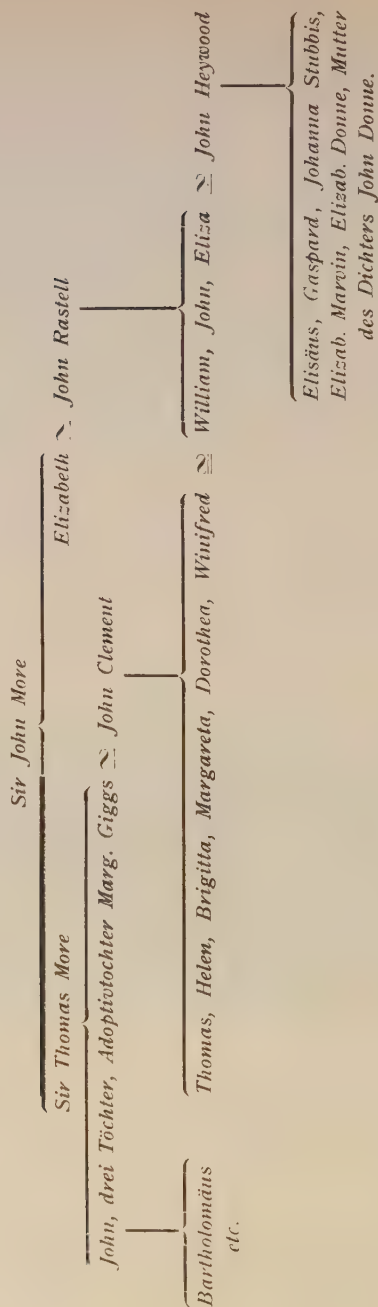 Sir John More
Sir Thomas More
Elizabeth ⚭ John Rastell
John, drei Töchter, Adoptivtochter Marg. Giggs ⚭ John Clement
Bartholomäus
etc.
Thomas, Helen, Brigitta, Margareta, Dorothea, Winifred ⚭ William, John, Eliza ⚭ John Heywood
Elisäus, Gaspard, Johanna Stubbis,
Elizab. Marvin, Elizab. Donne, Mutter
des Dichters John Donne.